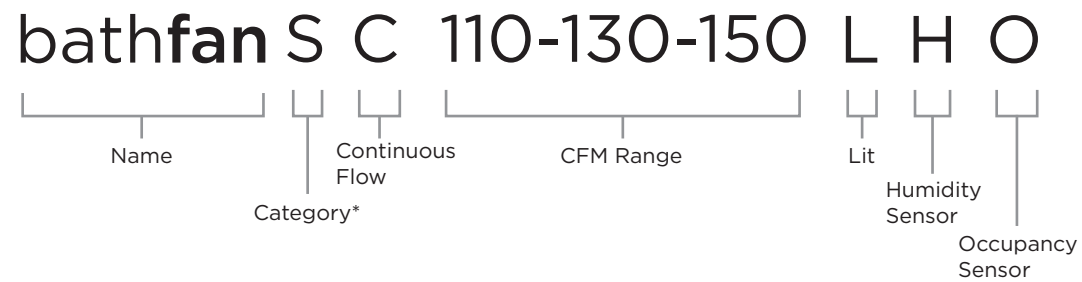 bathfan S C 110-130-150 L H O
Name
Continuous
Flow
CFM Range
Lit
Category*
Humidity
Sensor
Occupancy
Sensor